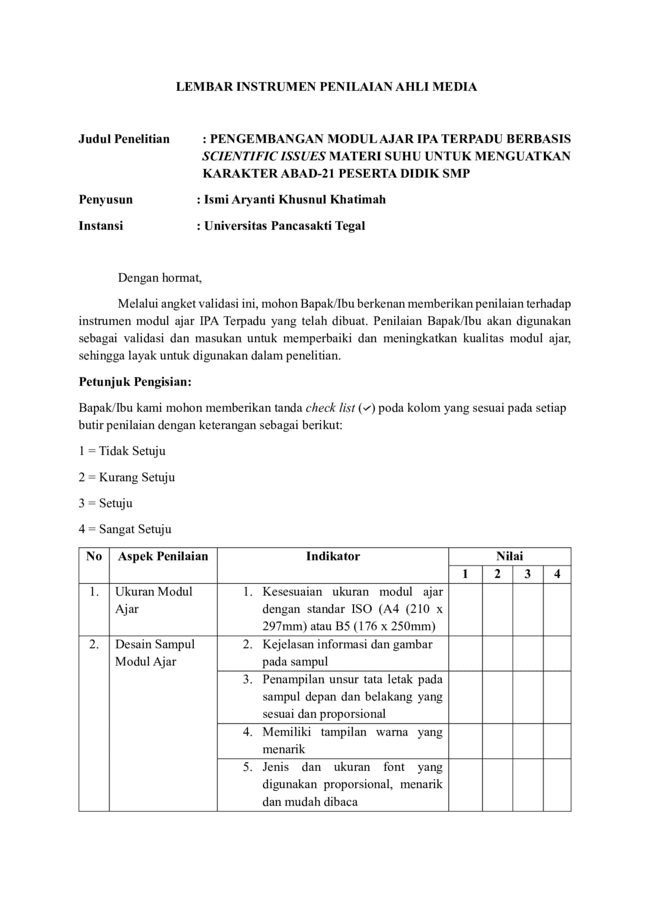 LEMBAR INSTRUMEN PENILAIAN AHLI MEDIA
Judul Penelitian : PENGEMBANGAN MODUL AJAR IPA TERPADU BERBASIS
SCIENTIFIC ISSUES MATERI SUHU UNTUK MENGUATKAN
KARAKTER ABAD-21 PESERTA DIDIK SMP
Penyusun : Ismi Aryanti Khusnul Khatimah
Instansi : Universitas Pancasakti Tegal
Dengan hormat,
Melalui angket validasi ini, mohon Bapak/Ibu berkenan memberikan penilaian terhadap
instrumen modul ajar IPA Terpadu yang telah dibuat. Penilaian Bapak/Ibu akan digunakan
sebagai validasi dan masukan untuk memperbaiki dan meningkatkan kualitas modul ajar,
sehingga layak untuk digunakan dalam penelitian.
Petunjuk Pengisian:
Bapak/Ibu kami mohon memberikan tanda check list (✓) poda kolom yang sesuai pada setiap
butir penilaian dengan keterangan sebagai berikut:
1 = Tidak Setuju
2 = Kurang Setuju
3 = Setuju
4 = Sangat Setuju
No Aspek Penilaian Indikator Nilai
1 2 3 4
1. Ukuran Modul 1. Kesesuaian ukuran modul ajar
Ajar dengan standar ISO (A4 (210 x
297mm) atau B5 (176 x 250mm)
2. Desain Sampul 2. Kejelasan informasi dan gambar
Modul Ajar pada sampul
3. Penampilan unsur tata letak pada
sampul depan dan belakang yang
sesuai dan proporsional
4. Memiliki tampilan warna yang
menarik
5. Jenis dan ukuran font yang
digunakan proporsional, menarik
dan mudah dibaca